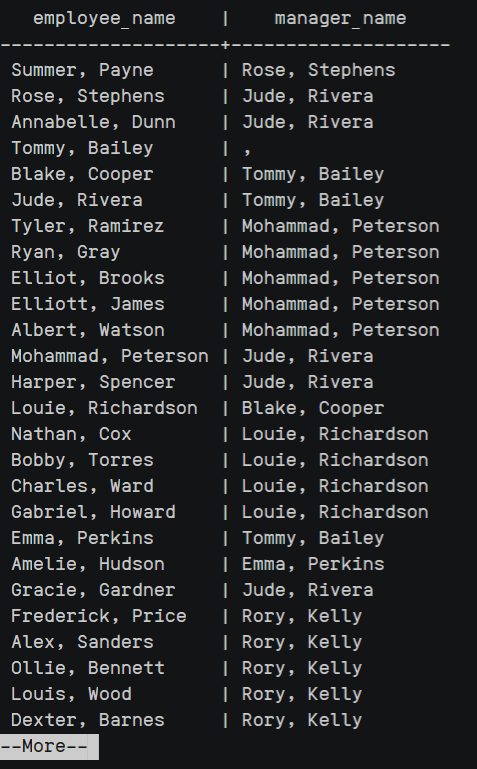 employee_name | manager_name
--------------------+--------------------
Summer, Payne | Rose, Stephens
Rose, Stephens | Jude, Rivera
Annabelle, Dunn | Jude, Rivera
Tommy, Bailey | ,
Blake, Cooper | Tommy, Bailey
Jude, Rivera | Tommy, Bailey
Tyler, Ramirez | Mohammad, Peterson
Ryan, Gray | Mohammad, Peterson
Elliot, Brooks | Mohammad, Peterson
Elliott, James | Mohammad, Peterson
Albert, Watson | Mohammad, Peterson
Mohammad, Peterson | Jude, Rivera
Harper, Spencer | Jude, Rivera
Louie, Richardson | Blake, Cooper
Nathan, Cox | Louie, Richardson
Bobby, Torres | Louie, Richardson
Charles, Ward | Louie, Richardson
Gabriel, Howard | Louie, Richardson
Emma, Perkins | Tommy, Bailey
Amelie, Hudson | Emma, Perkins
Gracie, Gardner | Jude, Rivera
Frederick, Price | Rory, Kelly
Alex, Sanders | Rory, Kelly
Ollie, Bennett | Rory, Kelly
Louis, Wood | Rory, Kelly
Dexter, Barnes | Rory, Kelly
--More--